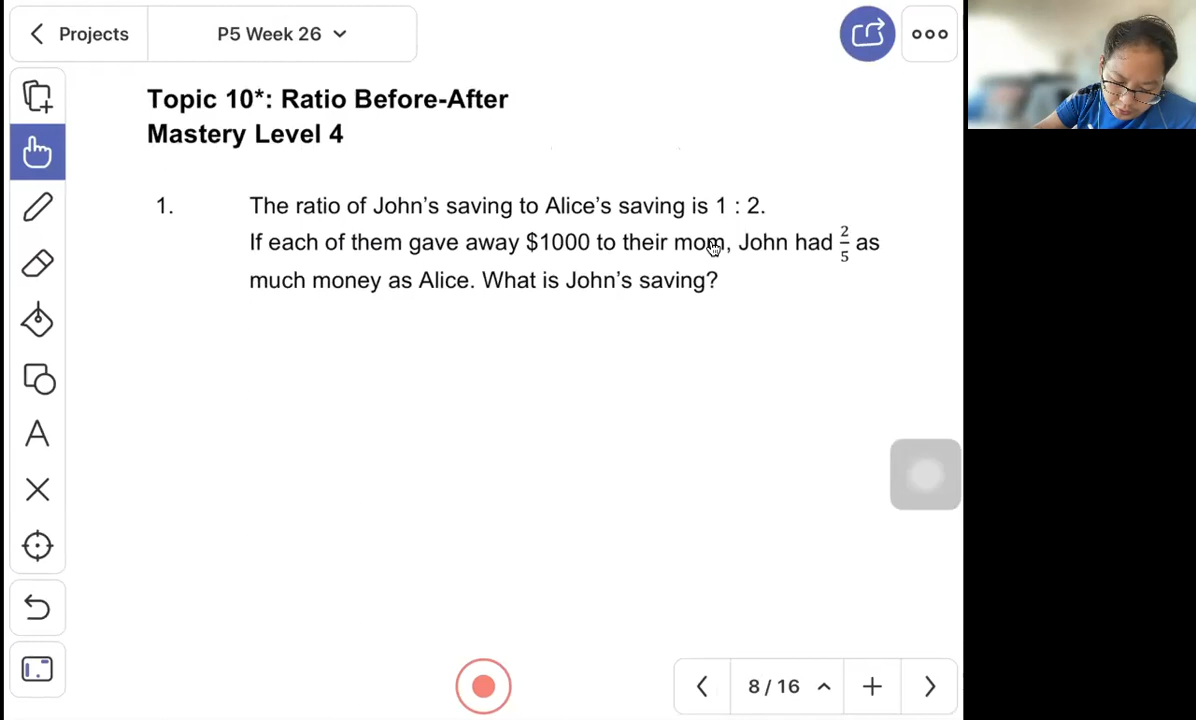 Projects
P5 Week 26
Topic 10*: Ratio Before-After
Mastery Level 4
1. The ratio of John’s saving to Alice’s saving is 1 : 2.
If each of them gave away $1000 to their mom, John had 2/5 as
much money as Alice. What is John’s saving?
A
8 / 16